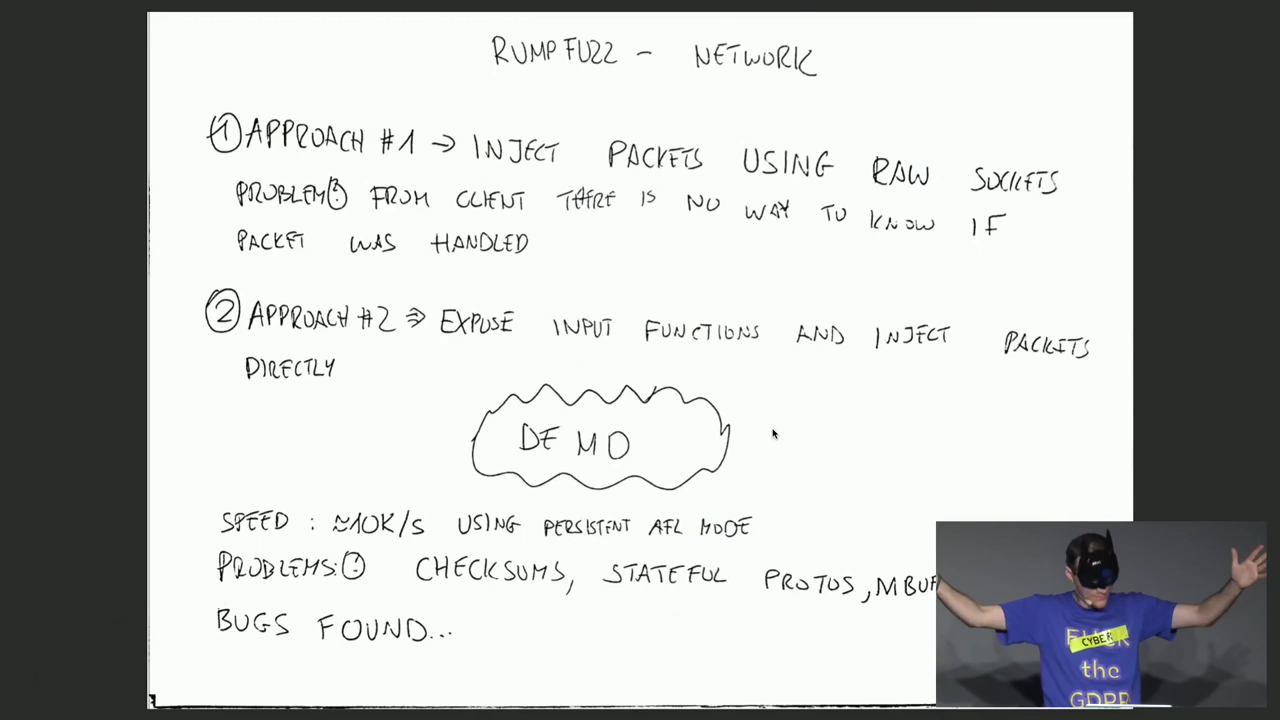 RUMPFUZZ - NETWORK
① APPROACH #1 → INJECT PACKETS USING RAW SOCKETS
PROBLEM: FROM CLIENT THERE IS NO WAY TO KNOW IF
PACKET WAS HANDLED
② APPROACH #2 ⇒ EXPOSE INPUT FUNCTIONS AND INJECT PACKETS
DIRECTLY
DEMO
SPEED : ≈10K/S USING PERSISTENT AFL MODE
PROBLEMS: CHECKSUMS, STATEFUL PROTOS, MBUF
BUGS FOUND...
CYBER
the
GDPR